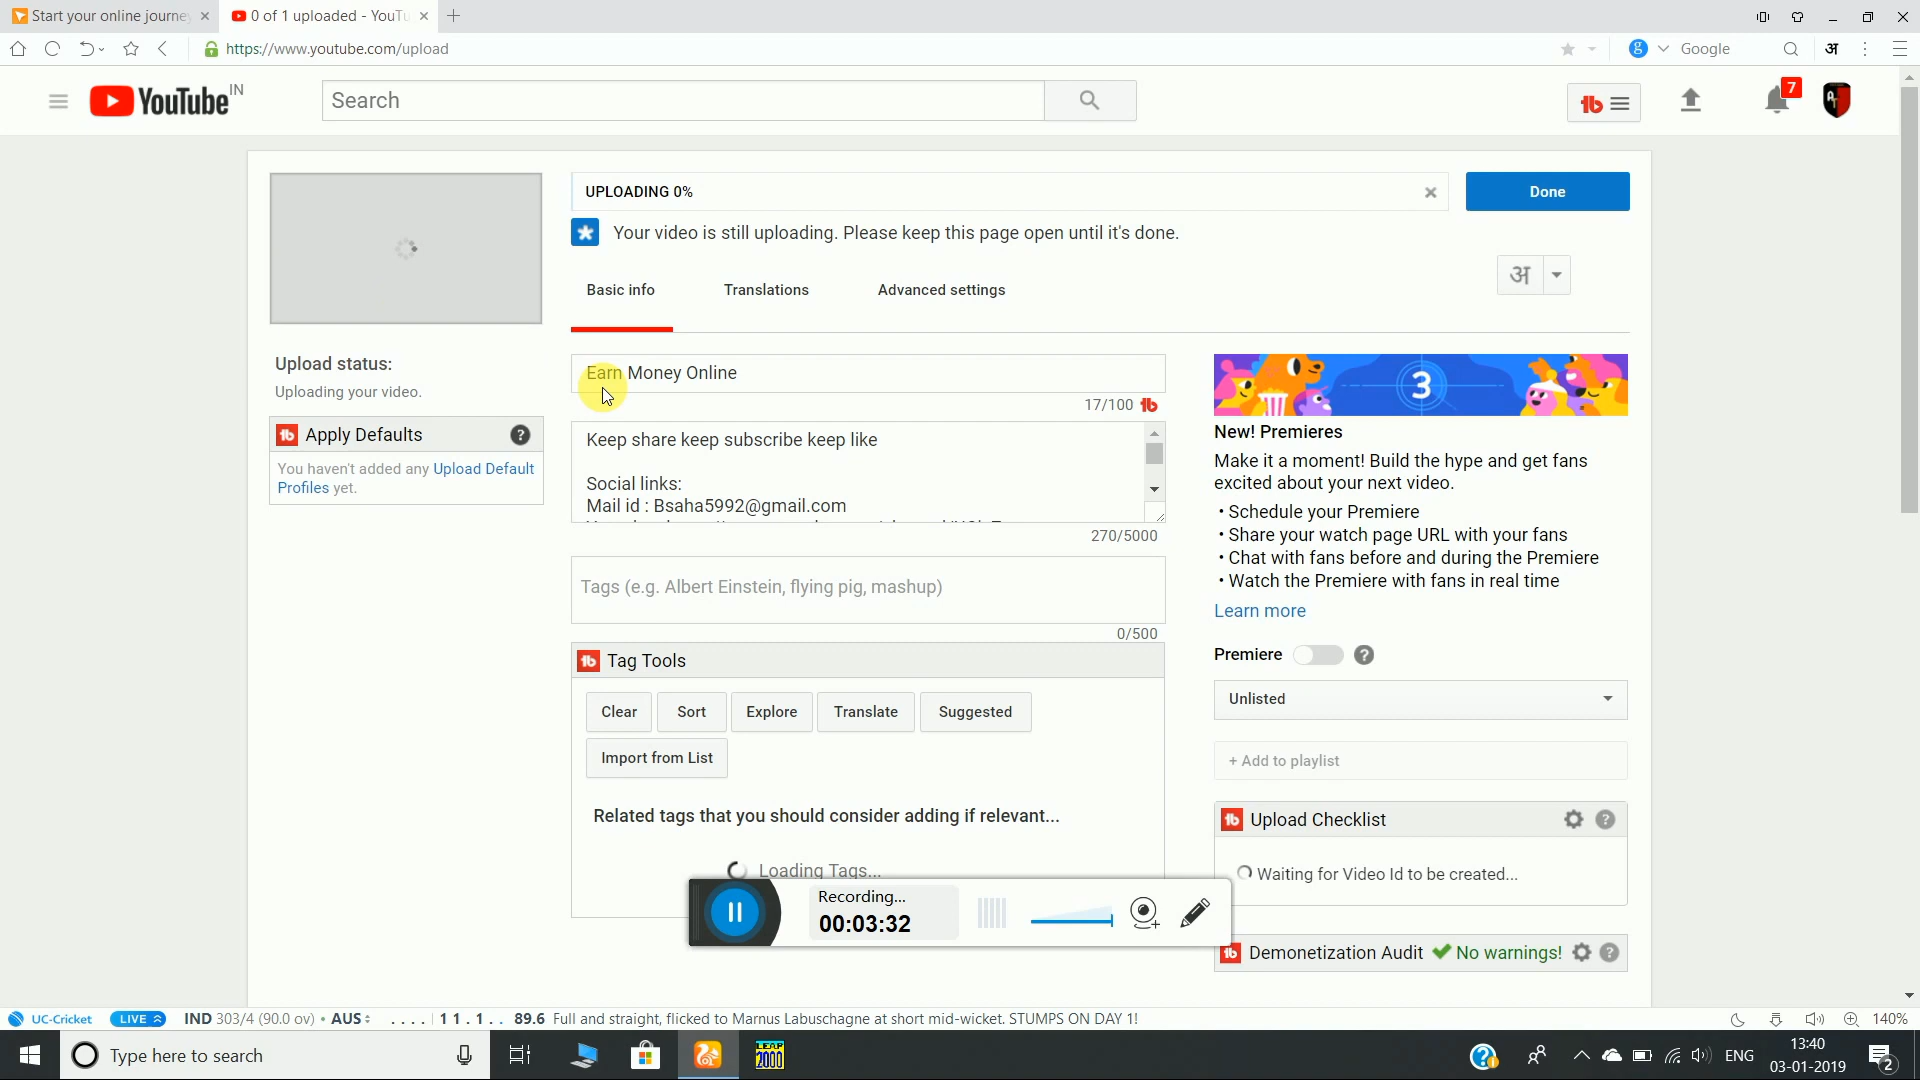 Start your online journey
0 of 1 uploaded - YouTu
https://www.youtube.com/upload
Google
अ
YouTube IN
Search
7
UPLOADING 0%
Done
Your video is still uploading. Please keep this page open until it's done.
Basic info
Translations
Advanced settings
अ
Upload status:
Uploading your video.
Apply Defaults
You haven't added any Upload Default
Profiles yet.
Earn Money Online
17/100
Keep share keep subscribe keep like
Social links:
Mail id : Bsaha5992@gmail.com
270/5000
Tags (e.g. Albert Einstein, flying pig, mashup)
0/500
Tag Tools
Clear
Sort
Explore
Translate
Suggested
Import from List
Related tags that you should consider adding if relevant...
Loading Tags...
3
New! Premieres
Make it a moment! Build the hype and get fans
excited about your next video.
• Schedule your Premiere
• Share your watch page URL with your fans
• Chat with fans before and during the Premiere
• Watch the Premiere with fans in real time
Learn more
Premiere
Unlisted
+ Add to playlist
Upload Checklist
Waiting for Video Id to be created...
Demonetization Audit No warnings!
Recording...
00:03:32
UC-Cricket LIVE IND 303/4 (90.0 ov) • AUS . . . . | 1 1 . 1 . . 89.6 Full and straight, flicked to Marnus Labuschagne at short mid-wicket. STUMPS ON DAY 1!
140%
Type here to search
LEAP
2000
ENG
13:40
03-01-2019
2